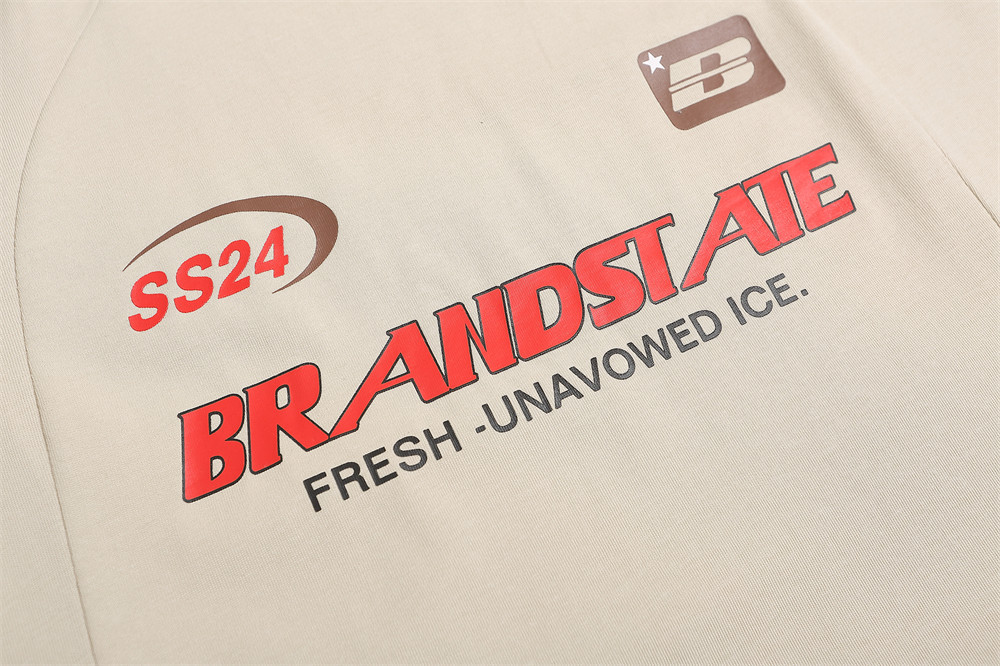 B
SS24
BRANDSTATE
FRESH -UNAVOWED ICE.